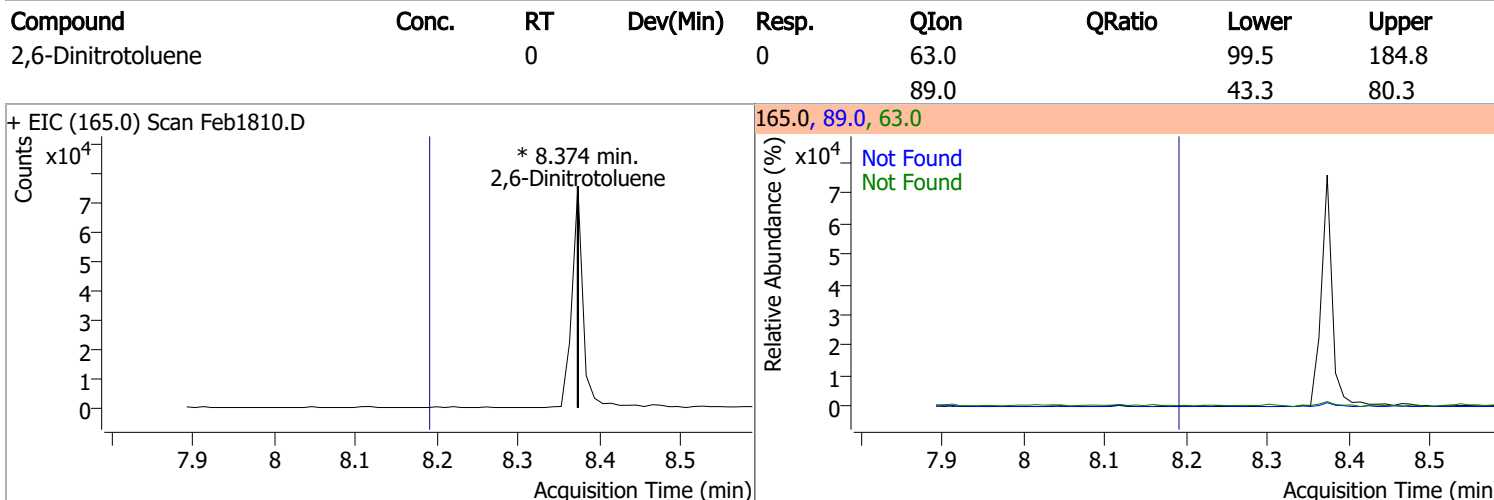 Compound Conc. RT Dev(Min) Resp. QIon QRatio Lower Upper
2,6-Dinitrotoluene 0 0 63.0 99.5 184.8
89.0 43.3 80.3
+ EIC (165.0) Scan Feb1810.D
Counts
x10⁴
* 8.374 min.
2,6-Dinitrotoluene
7
6
5
4
3
2
1
0
7.9 8 8.1 8.2 8.3 8.4 8.5
Acquisition Time (min)
165.0, 89.0, 63.0
Relative Abundance (%)
x10⁴
Not Found
Not Found
7
6
5
4
3
2
1
0
7.9 8 8.1 8.2 8.3 8.4 8.5
Acquisition Time (min